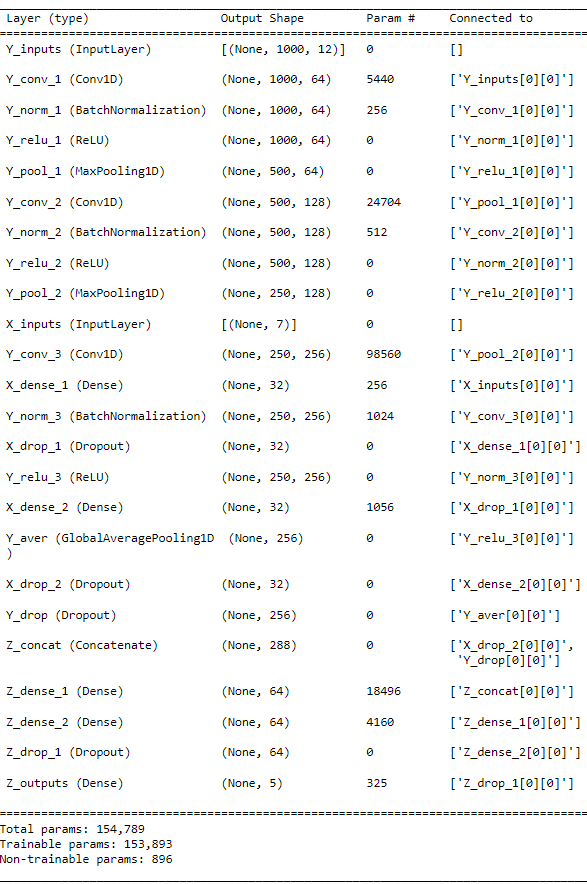 Layer (type) Output Shape Param # Connected to
Y_inputs (InputLayer) [(None, 1000, 12)] 0 []
Y_conv_1 (Conv1D) (None, 1000, 64) 5440 ['Y_inputs[0][0]']
Y_norm_1 (BatchNormalization) (None, 1000, 64) 256 ['Y_conv_1[0][0]']
Y_relu_1 (ReLU) (None, 1000, 64) 0 ['Y_norm_1[0][0]']
Y_pool_1 (MaxPooling1D) (None, 500, 64) 0 ['Y_relu_1[0][0]']
Y_conv_2 (Conv1D) (None, 500, 128) 24704 ['Y_pool_1[0][0]']
Y_norm_2 (BatchNormalization) (None, 500, 128) 512 ['Y_conv_2[0][0]']
Y_relu_2 (ReLU) (None, 500, 128) 0 ['Y_norm_2[0][0]']
Y_pool_2 (MaxPooling1D) (None, 250, 128) 0 ['Y_relu_2[0][0]']
X_inputs (InputLayer) [(None, 7)] 0 []
Y_conv_3 (Conv1D) (None, 250, 256) 98560 ['Y_pool_2[0][0]']
X_dense_1 (Dense) (None, 32) 256 ['X_inputs[0][0]']
Y_norm_3 (BatchNormalization) (None, 250, 256) 1024 ['Y_conv_3[0][0]']
X_drop_1 (Dropout) (None, 32) 0 ['X_dense_1[0][0]']
Y_relu_3 (ReLU) (None, 250, 256) 0 ['Y_norm_3[0][0]']
X_dense_2 (Dense) (None, 32) 1056 ['X_drop_1[0][0]']
Y_aver (GlobalAveragePooling1D (None, 256) 0 ['Y_relu_3[0][0]']
)
X_drop_2 (Dropout) (None, 32) 0 ['X_dense_2[0][0]']
Y_drop (Dropout) (None, 256) 0 ['Y_aver[0][0]']
Z_concat (Concatenate) (None, 288) 0 ['X_drop_2[0][0]',
'Y_drop[0][0]']
Z_dense_1 (Dense) (None, 64) 18496 ['Z_concat[0][0]']
Z_dense_2 (Dense) (None, 64) 4160 ['Z_dense_1[0][0]']
Z_drop_1 (Dropout) (None, 64) 0 ['Z_dense_2[0][0]']
Z_outputs (Dense) (None, 5) 325 ['Z_drop_1[0][0]']
Total params: 154,789
Trainable params: 153,893
Non-trainable params: 896